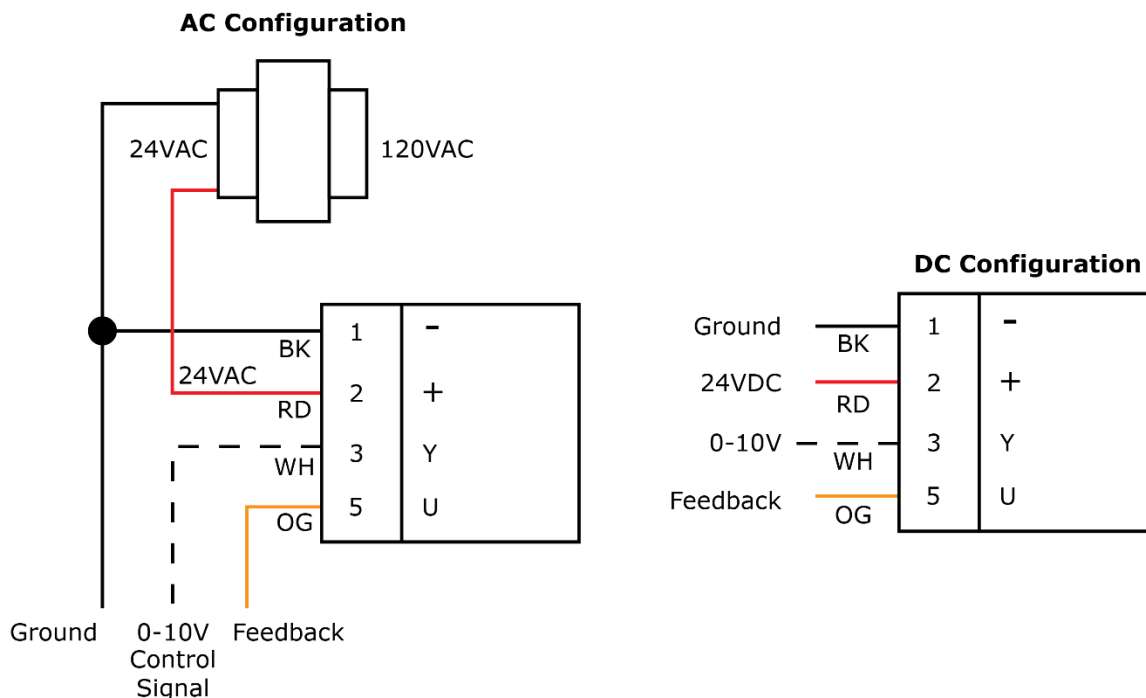 AC Configuration
24VAC
120VAC
1
-
BK
24VAC
2
+
RD
3
Y
WH
5
U
OG
Ground
0-10V
Control
Signal
Feedback
DC Configuration
Ground
1
-
BK
24VDC
2
+
RD
0-10V
3
Y
WH
Feedback
5
U
OG